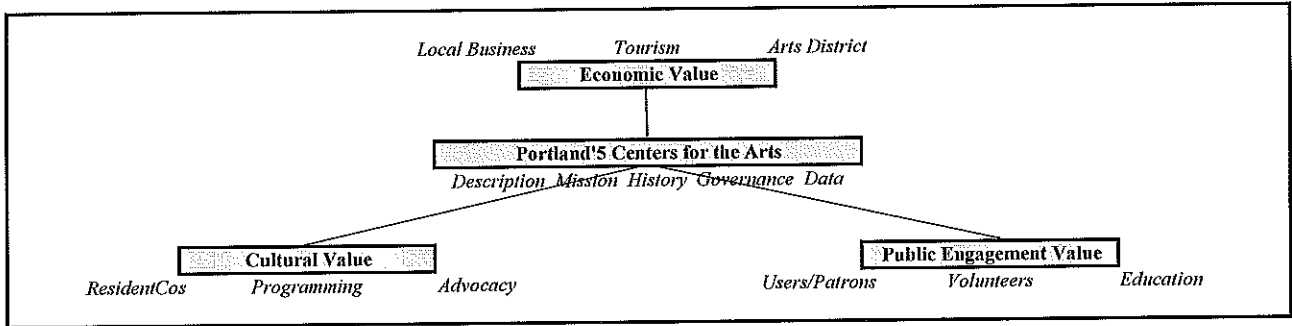 Local Business Tourism Arts District
Economic Value
Portland'5 Centers for the Arts
Description Mission History Governance Data
Cultural Value Public Engagement Value
ResidentCos Programming Advocacy Users/Patrons Volunteers Education